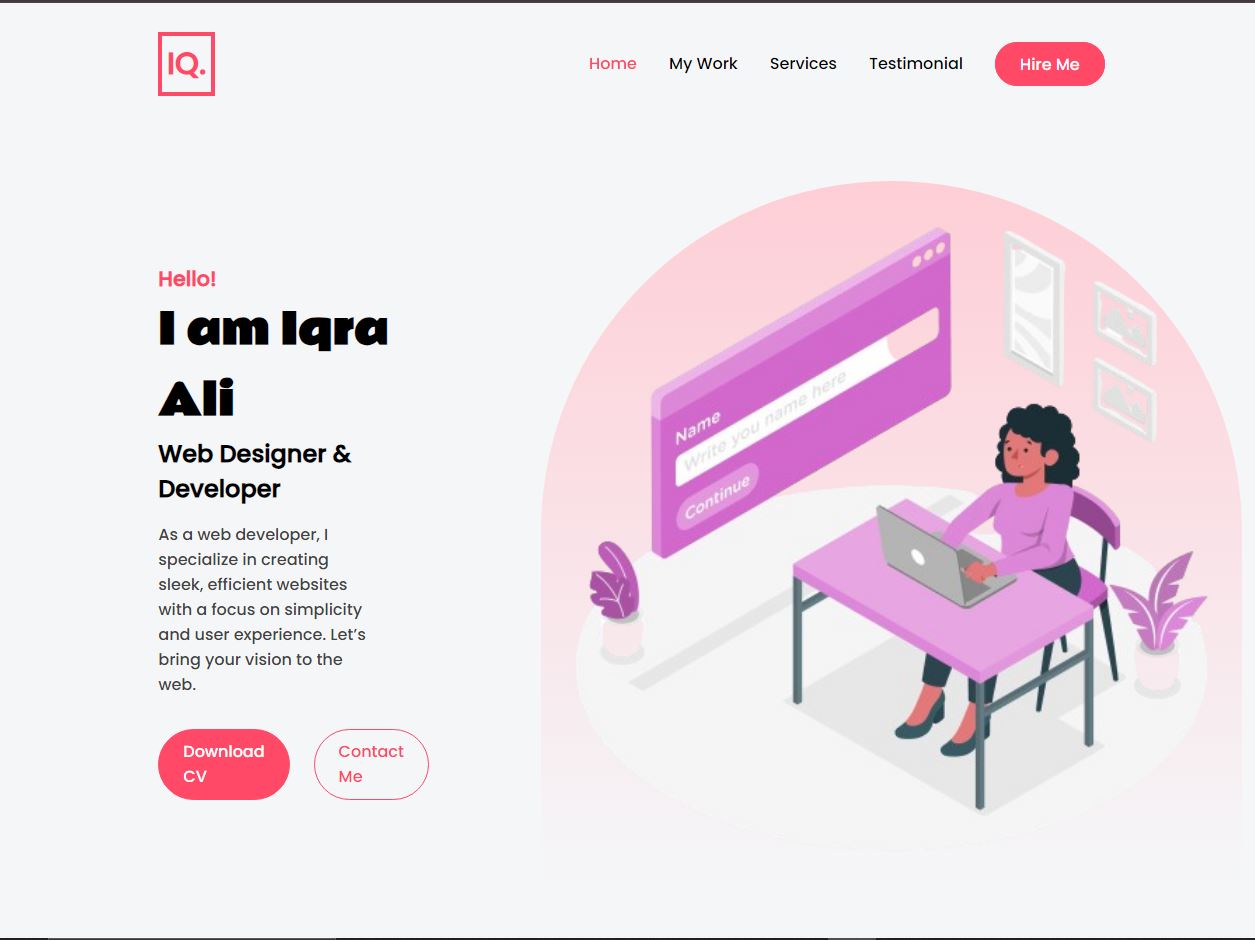 IQ.
Home My Work Services Testimonial Hire Me
Hello!
I am Iqra
Ali
Web Designer &
Developer
As a web developer, I
specialize in creating
sleek, efficient websites
with a focus on simplicity
and user experience. Let’s
bring your vision to the
web.
Download
CV
Contact
Me
Name
Write you name here
Continue